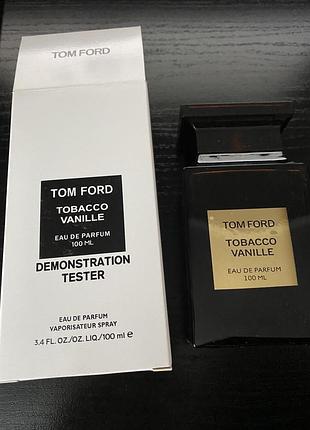 TOM FORD
TOM FORD
TOBACCO
VANILLE
EAU DE PARFUM
100 ML
DEMONSTRATION
TESTER
EAU DE PARFUM
VAPORISATEUR SPRAY
3.4 FL.OZ./OZ.LIQ./100 ml e
TOM FORD
TOBACCO
VANILLE
EAU DE PARFUM
100 ML